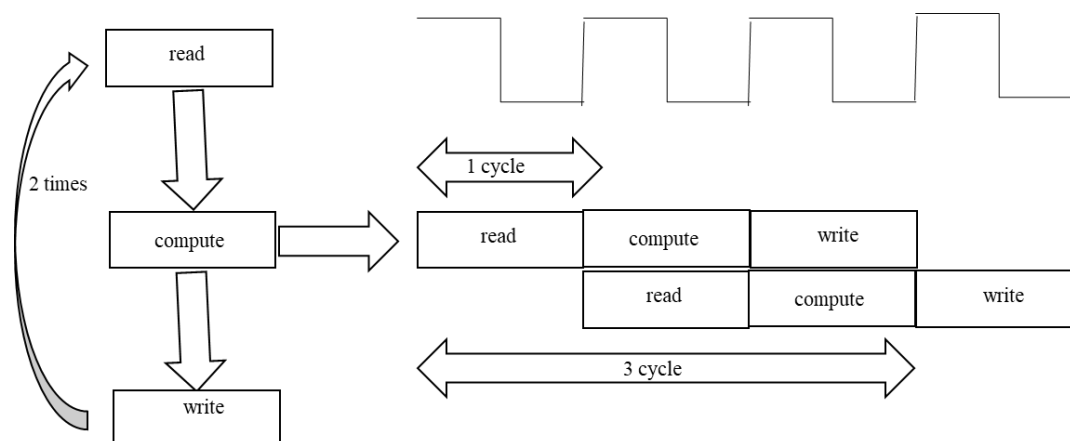 read
2 times
compute
write
1 cycle
read
compute
write
read
compute
write
3 cycle